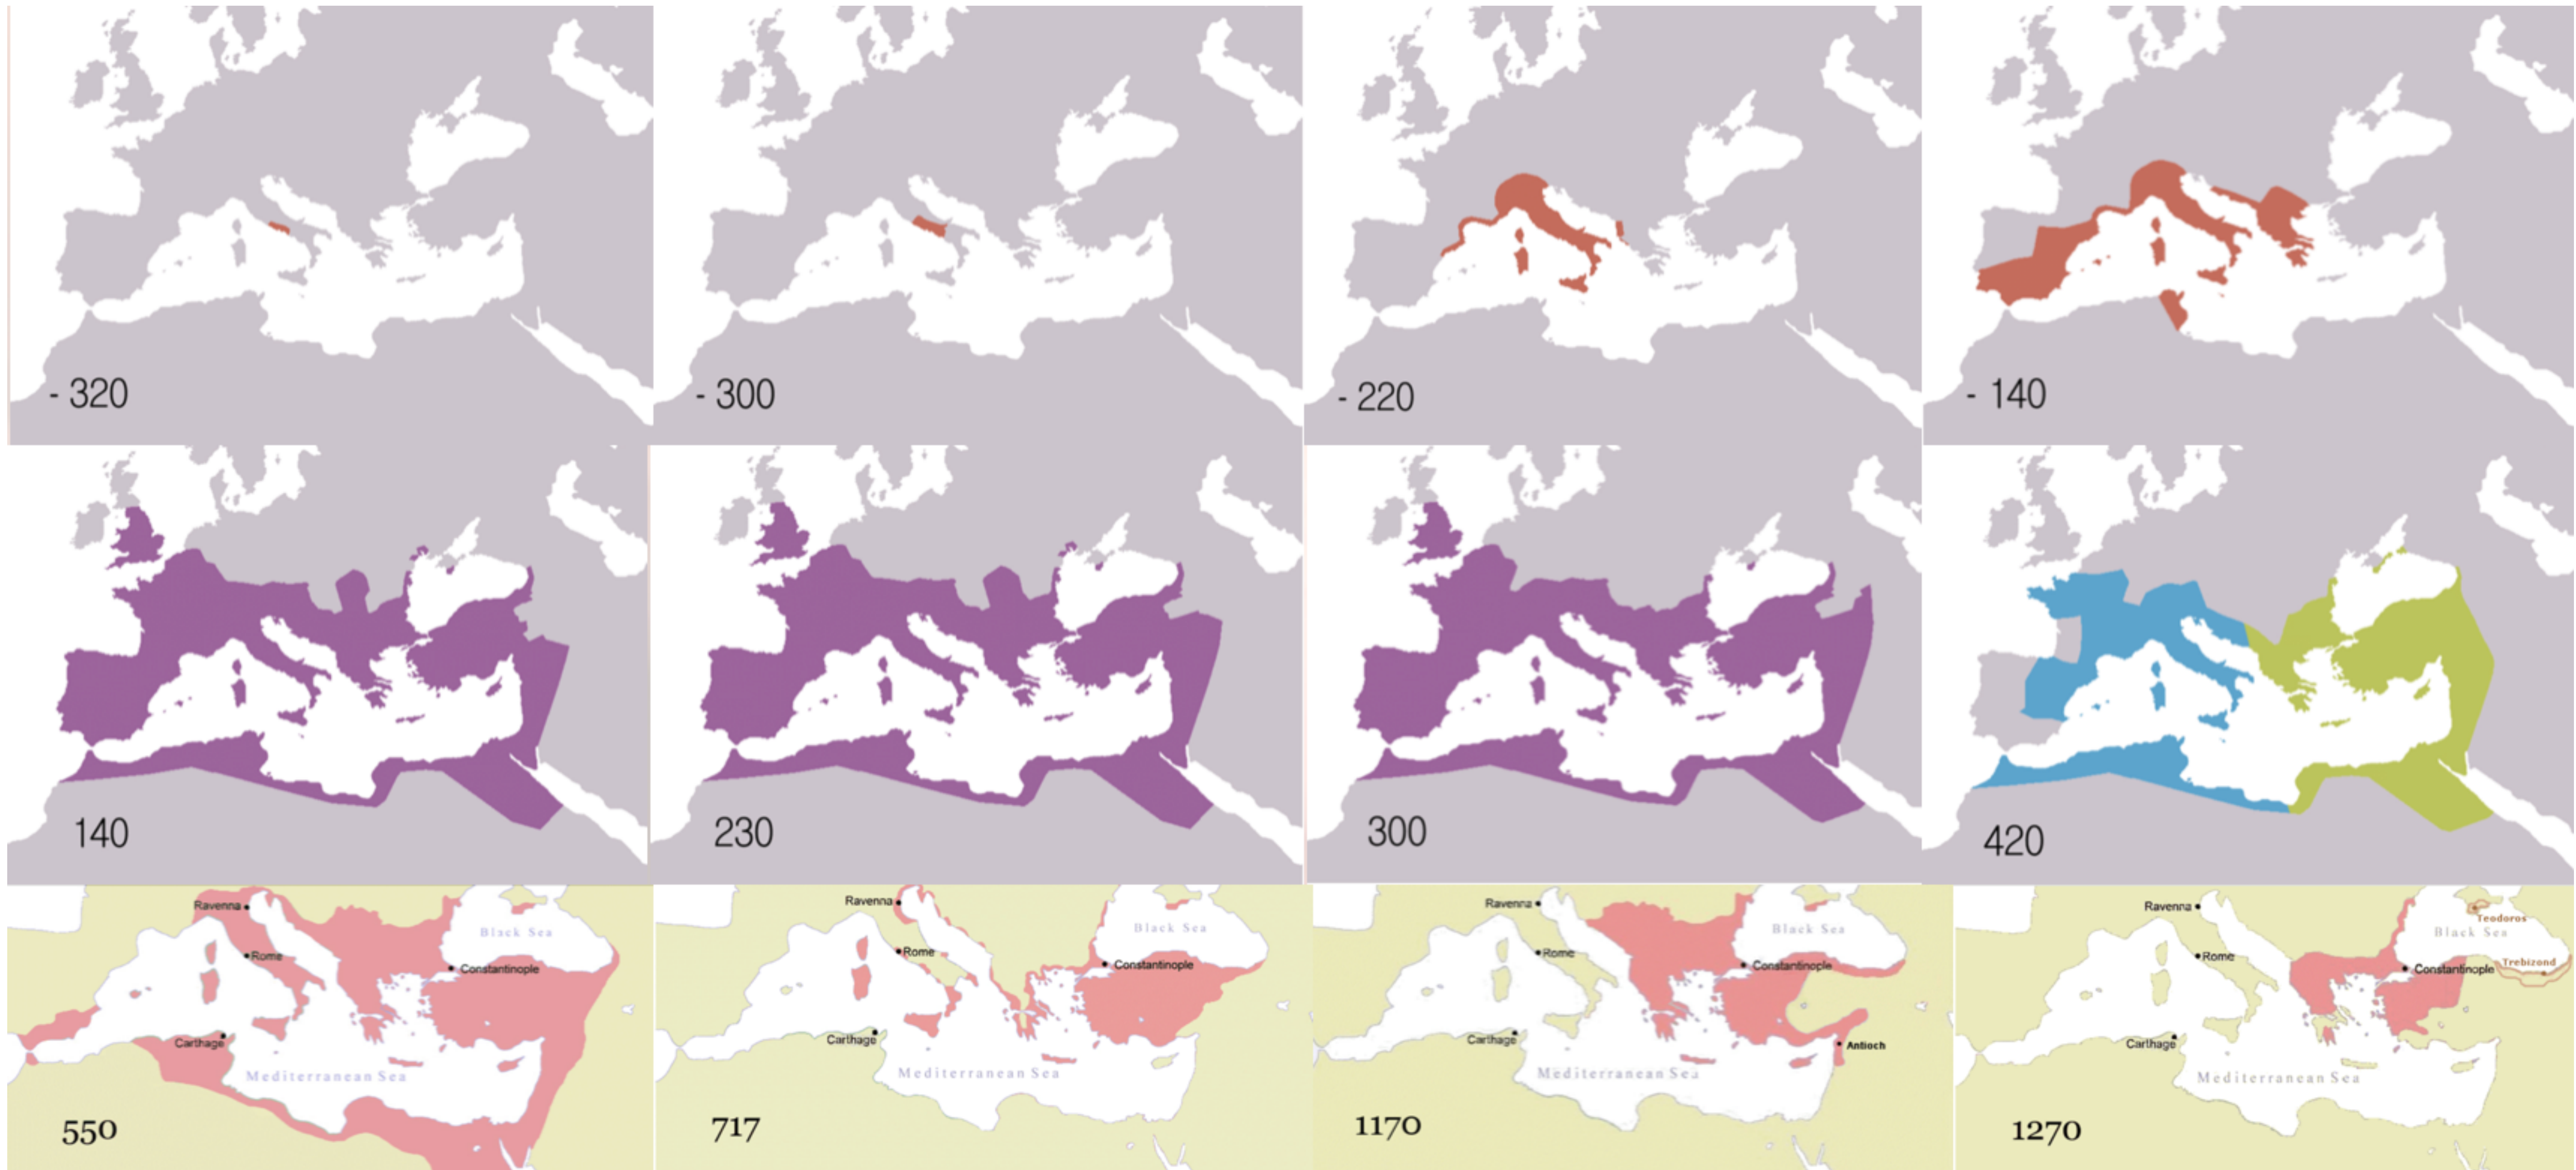 - 320
- 300
- 220
- 140
140
230
300
420
Ravenna
Black Sea
Rome
Constantinople
Carthage
Mediterranean Sea
550
Ravenna
Black Sea
Rome
Constantinople
Carthage
Mediterranean Sea
717
Ravenna
Black Sea
Rome
Constantinople
Carthage
Antioch
Mediterranean Sea
1170
Ravenna
Teodoros
Black Sea
Rome
Trebizond
Constantinople
Carthage
Mediterranean Sea
1270